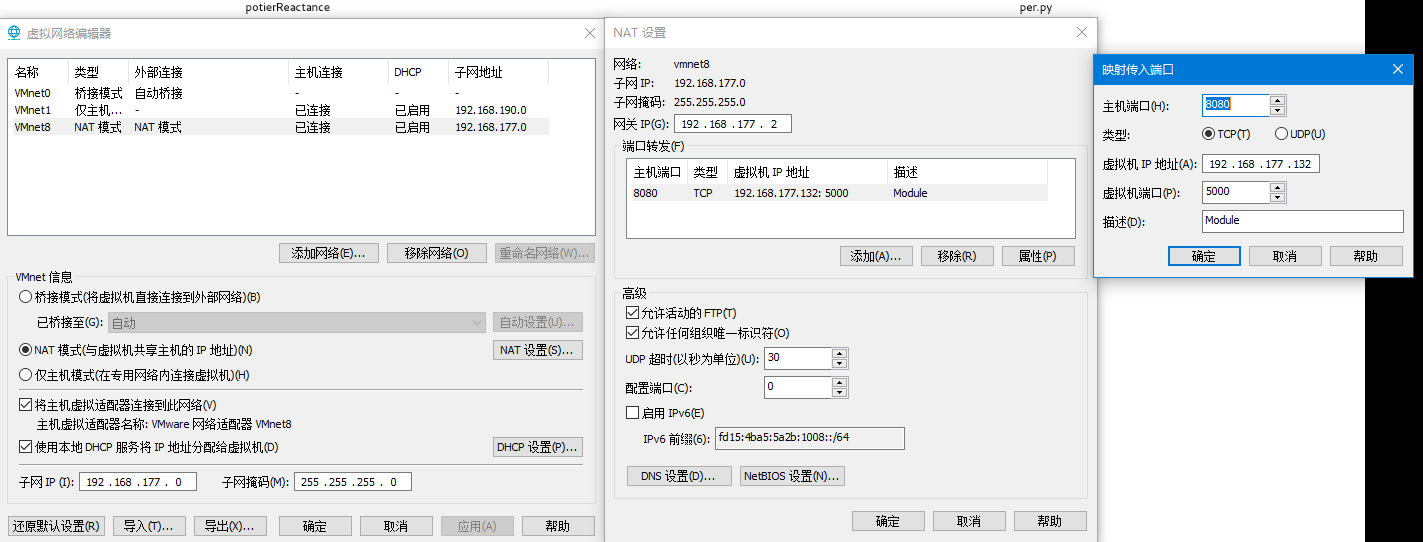 potierReactance
per.py
虚拟网络编辑器
名称 类型 外部连接 主机连接 DHCP 子网地址
VMnet0 桥接模式 自动桥接 - - -
VMnet1 仅主机... - 已连接 已启用 192.168.190.0
VMnet8 NAT 模式 NAT 模式 已连接 已启用 192.168.177.0
添加网络(E)... 移除网络(O) 重命名网络(W)...
VMnet 信息
桥接模式(将虚拟机直接连接到外部网络)(B)
已桥接至(G): 自动 自动设置(U)...
NAT 模式(与虚拟机共享主机的 IP 地址)(N) NAT 设置(S)...
仅主机模式(在专用网络内连接虚拟机)(H)
将主机虚拟适配器连接到此网络(V)
主机虚拟适配器名称: VMware 网络适配器 VMnet8
使用本地 DHCP 服务将 IP 地址分配给虚拟机(D) DHCP 设置(P)...
子网 IP (I): 192 . 168 . 177 . 0 子网掩码(M): 255 . 255 . 255 . 0
还原默认设置(R) 导入(T)... 导出(X)... 确定 取消 应用(A) 帮助
NAT 设置
网络: vmnet8
子网 IP: 192.168.177.0
子网掩码: 255.255.255.0
网关 IP(G): 192 . 168 . 177 . 2
端口转发(F)
主机端口 类型 虚拟机 IP 地址 描述
8080 TCP 192.168.177.132: 5000 Module
添加(A)... 移除(R) 属性(P)
高级
允许活动的 FTP(T)
允许任何组织唯一标识符(O)
UDP 超时(以秒为单位)(U): 30
配置端口(C): 0
启用 IPv6(E)
IPv6 前缀(6): fd15:4ba5:5a2b:1008::/64
DNS 设置(D)... NetBIOS 设置(N)...
确定 取消 帮助
映射传入端口
主机端口(H): 8080
类型: TCP(T) UDP(U)
虚拟机 IP 地址(A): 192 . 168 . 177 . 132
虚拟机端口(P): 5000
描述(D): Module
确定 取消 帮助